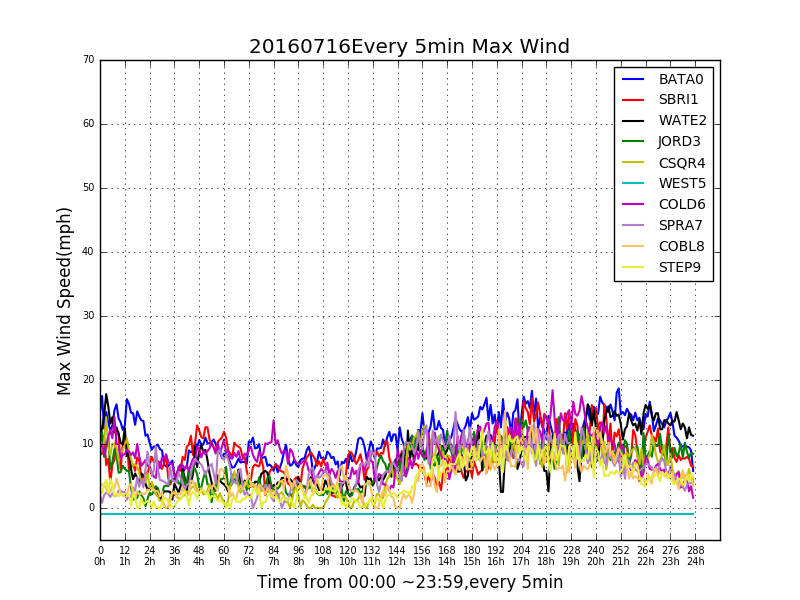 20160716Every 5min Max Wind
70
60
50
40
30
20
10
0
Max Wind Speed(mph)
BATA0
SBRI1
WATE2
JORD3
CSQR4
WEST5
COLD6
SPRA7
COBL8
STEP9
0 12 24 36 48 60 72 84 96 108 120 132 144 156 168 180 192 204 216 228 240 252 264 276 288
0h 1h 2h 3h 4h 5h 6h 7h 8h 9h 10h 11h 12h 13h 14h 15h 16h 17h 18h 19h 20h 21h 22h 23h 24h
Time from 00:00 ~23:59,every 5min